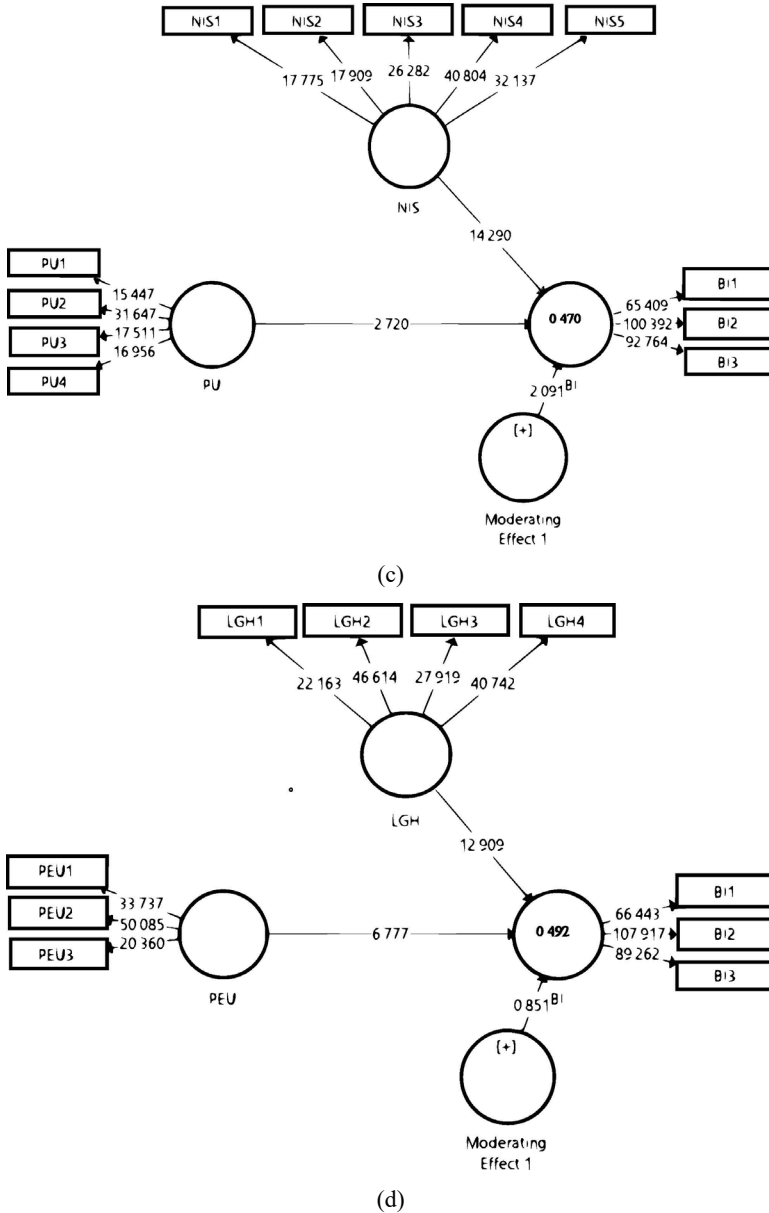 NIS1 NIS2 NIS3 NIS4 NIS5
17 775 17 909 26 282 40 804 32 137
NIS
14 290
PU1
PU2
PU3
PU4
15 447
31 647
17 511
16 956
PU
2 720
0 470
BI
65 409
100 392
92 764
BI1
BI2
BI3
2 091
[+]
Moderating
Effect 1
(c)
LGH1 LGH2 LGH3 LGH4
22 163 46 614 27 919 40 742
LGH
12 909
PEU1
PEU2
PEU3
33 737
50 085
20 360
PEU
6 777
0 492
BI
66 443
107 917
89 262
BI1
BI2
BI3
0 851
[+]
Moderating
Effect 1
(d)